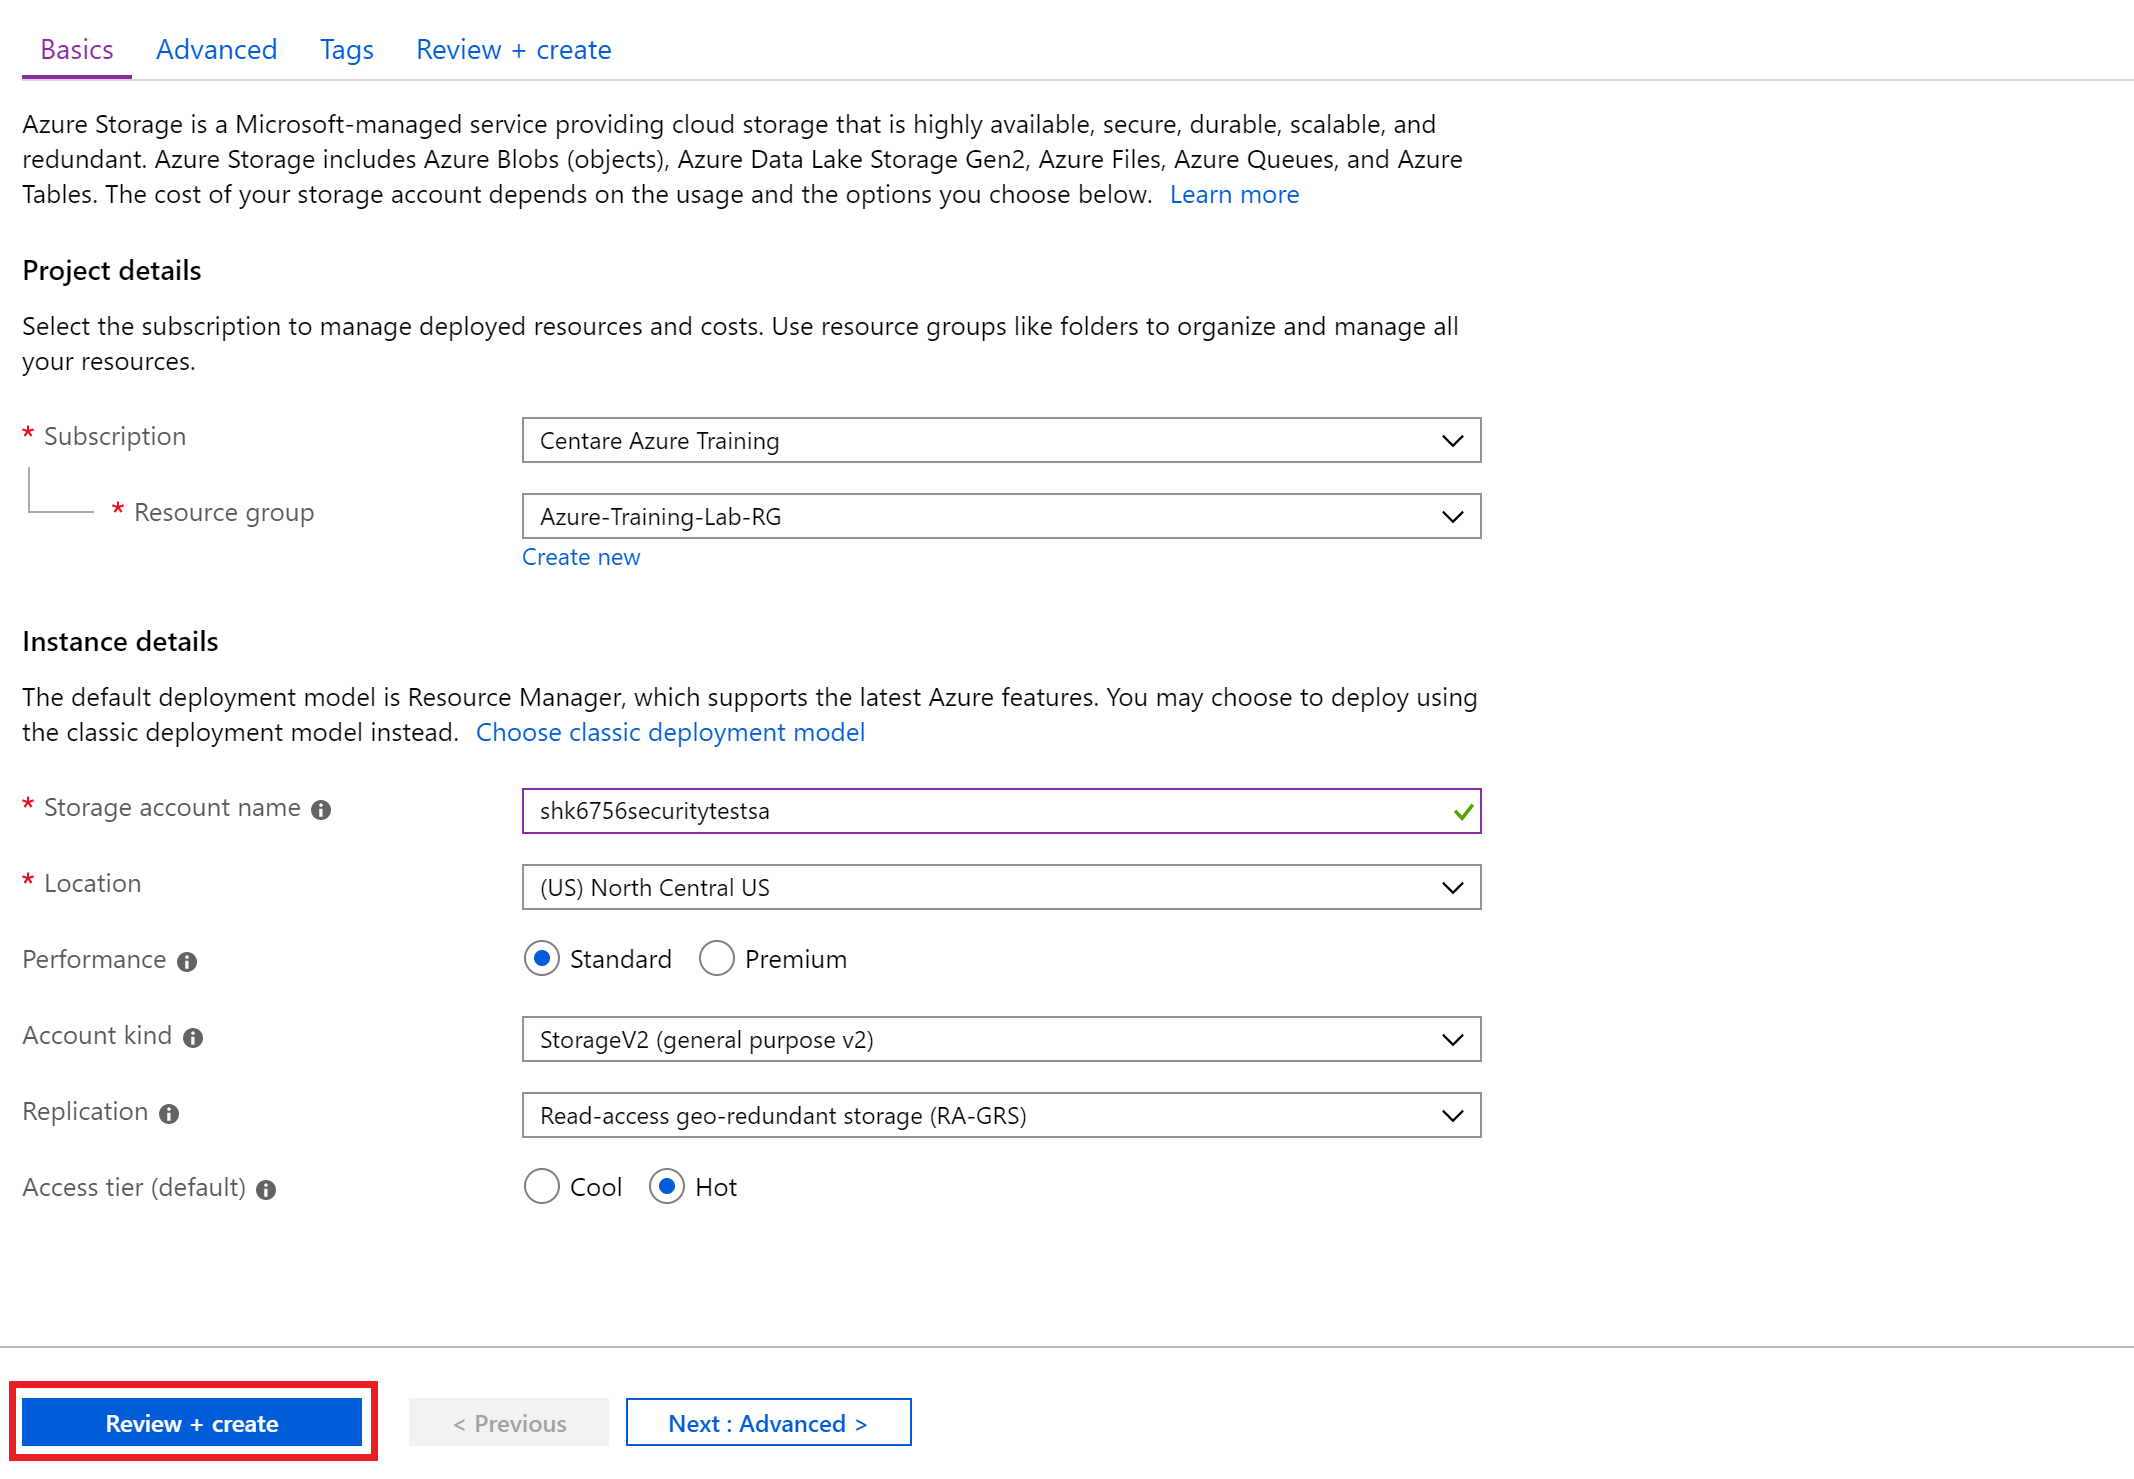 Basics Advanced Tags Review + create
Azure Storage is a Microsoft-managed service providing cloud storage that is highly available, secure, durable, scalable, and
redundant. Azure Storage includes Azure Blobs (objects), Azure Data Lake Storage Gen2, Azure Files, Azure Queues, and Azure
Tables. The cost of your storage account depends on the usage and the options you choose below. Learn more
Project details
Select the subscription to manage deployed resources and costs. Use resource groups like folders to organize and manage all
your resources.
* Subscription Centare Azure Training
* Resource group Azure-Training-Lab-RG
Create new
Instance details
The default deployment model is Resource Manager, which supports the latest Azure features. You may choose to deploy using
the classic deployment model instead. Choose classic deployment model
* Storage account name shk6756securitytestsa
* Location (US) North Central US
Performance Standard Premium
Account kind StorageV2 (general purpose v2)
Replication Read-access geo-redundant storage (RA-GRS)
Access tier (default) Cool Hot
Review + create < Previous Next : Advanced >